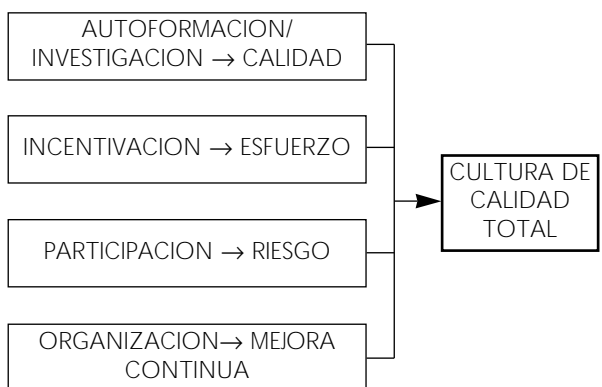 AUTOFORMACION/
INVESTIGACION → CALIDAD
INCENTIVACION → ESFUERZO
PARTICIPACION → RIESGO
ORGANIZACION→ MEJORA
CONTINUA
CULTURA DE
CALIDAD
TOTAL